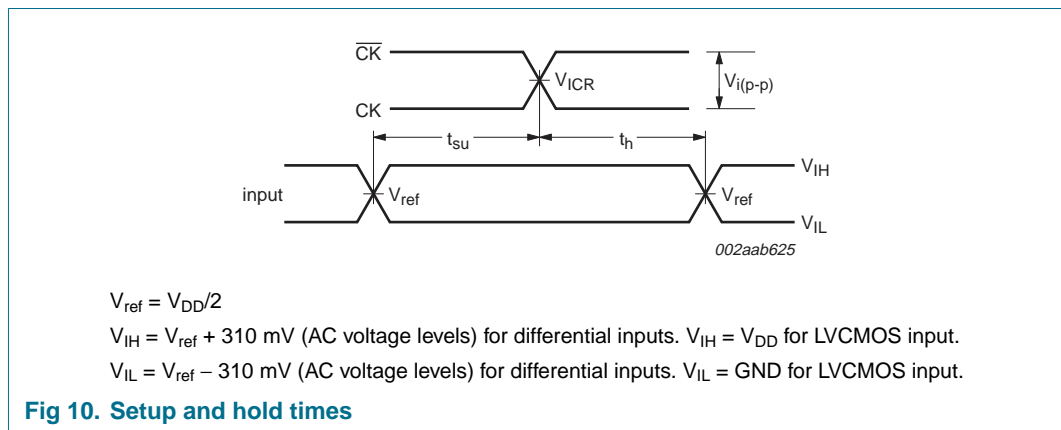 CK
V_ICR
V_i(p-p)
CK
t_su
t_h
V_IH
input
V_ref
V_ref
V_IL
002aab625
V_ref = V_DD/2
V_IH = V_ref + 310 mV (AC voltage levels) for differential inputs. V_IH = V_DD for LVCMOS input.
V_IL = V_ref − 310 mV (AC voltage levels) for differential inputs. V_IL = GND for LVCMOS input.
Fig 10. Setup and hold times